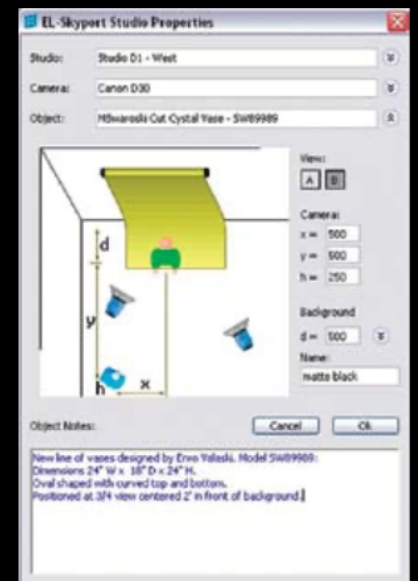 EL-Skyport Studio Properties
Studio: Studio D1 - West
Camera: Canon D30
Object: MSwaroski Cut Cystal Vase - SW89989
View:
A B
Camera:
x = 500
y = 500
h = 250
Background
d = 500
Name:
matte black
d
y
h x
Object Notes: Cancel Ok
New line of vases designed by Ervo Valaski. Model SW89989:
Dimensions 24" W x 18" D x 24" H.
Oval shaped with curved top and bottom.
Positioned at 3/4 view centered 2' in front of background.